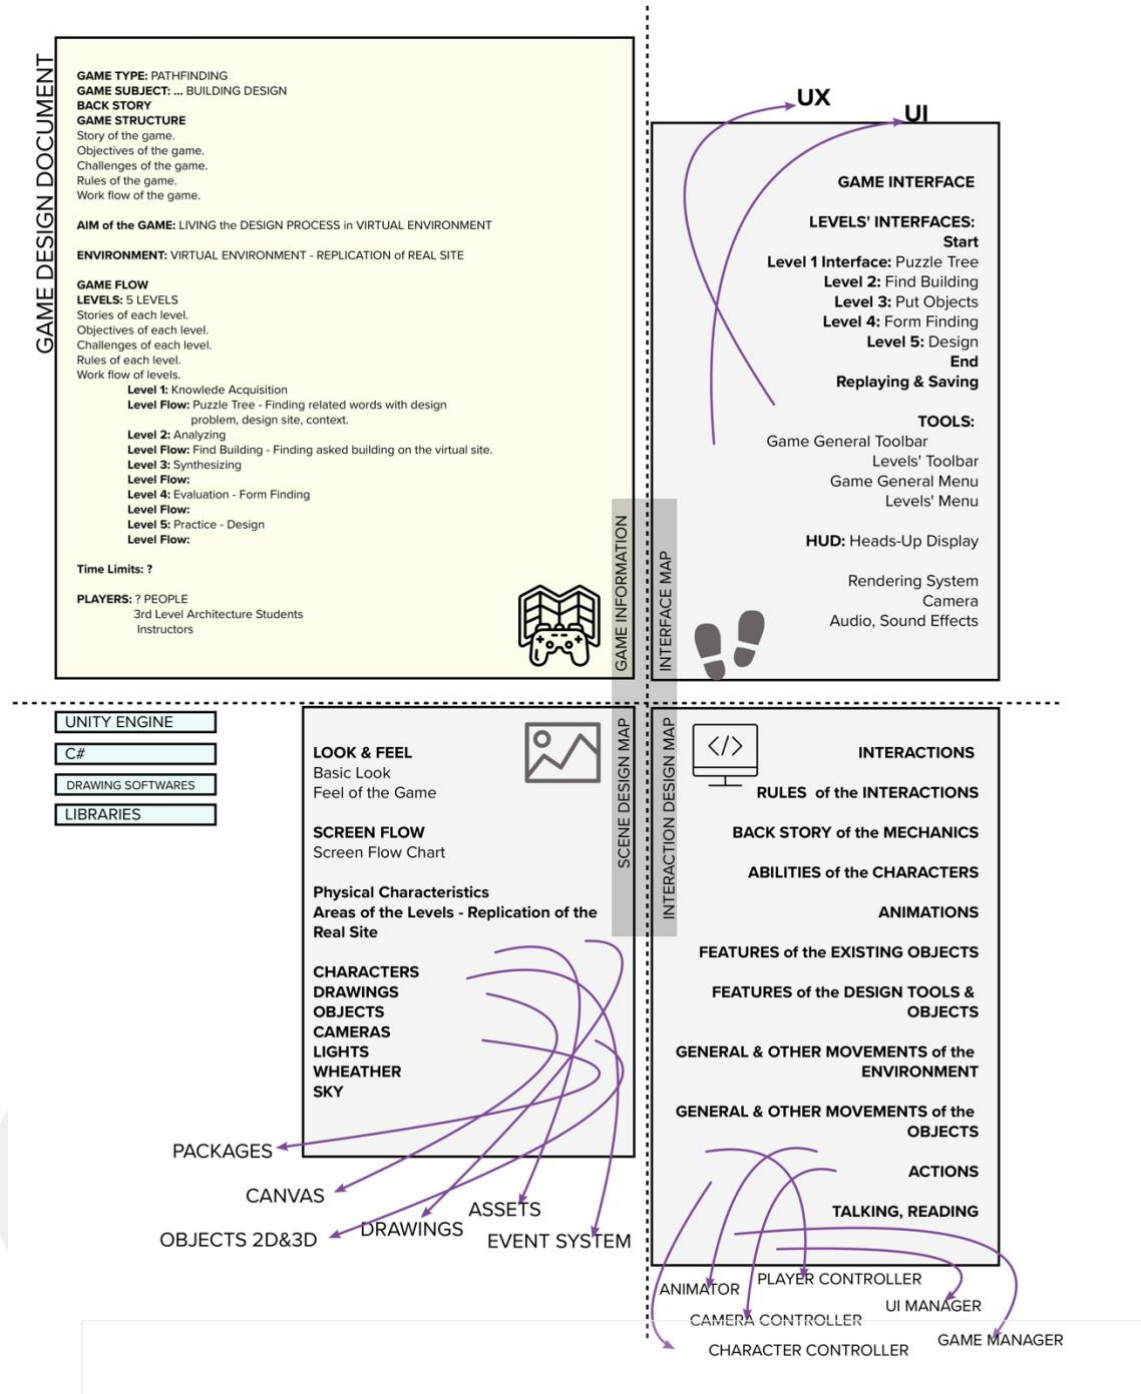 GAME DESIGN DOCUMENT
GAME TYPE: PATHFINDING
GAME SUBJECT: ... BUILDING DESIGN
BACK STORY
GAME STRUCTURE
Story of the game.
Objectives of the game.
Challenges of the game.
Rules of the game.
Work flow of the game.
AIM of the GAME: LIVING the DESIGN PROCESS in VIRTUAL ENVIRONMENT
ENVIRONMENT: VIRTUAL ENVIRONMENT - REPLICATION of REAL SITE
GAME FLOW
LEVELS: 5 LEVELS
Stories of each level.
Objectives of each level.
Challenges of each level.
Rules of each level.
Work flow of levels.
Level 1: Knowlede Acquisition
Level Flow: Puzzle Tree - Finding related words with design
problem, design site, context.
Level 2: Analyzing
Level Flow: Find Building - Finding asked building on the virtual site.
Level 3: Synthesizing
Level Flow:
Level 4: Evaluation - Form Finding
Level Flow:
Level 5: Practice - Design
Level Flow:
Time Limits: ?
PLAYERS: ? PEOPLE
3rd Level Architecture Students
Instructors
GAME INFORMATION
UX
UI
GAME INTERFACE
LEVELS' INTERFACES:
Start
Level 1 Interface: Puzzle Tree
Level 2: Find Building
Level 3: Put Objects
Level 4: Form Finding
Level 5: Design
End
Replaying & Saving
TOOLS:
Game General Toolbar
Levels' Toolbar
Game General Menu
Levels' Menu
HUD: Heads-Up Display
Rendering System
Camera
Audio, Sound Effects
INTERFACE MAP
UNITY ENGINE
C#
DRAWING SOFTWARES
LIBRARIES
LOOK & FEEL
Basic Look
Feel of the Game
SCREEN FLOW
Screen Flow Chart
Physical Characteristics
Areas of the Levels - Replication of the
Real Site
CHARACTERS
DRAWINGS
OBJECTS
CAMERAS
LIGHTS
WHEATHER
SKY
SCENE DESIGN MAP
PACKAGES
CANVAS
OBJECTS 2D&3D
DRAWINGS
ASSETS
EVENT SYSTEM
INTERACTION DESIGN MAP
</>
INTERACTIONS
RULES of the INTERACTIONS
BACK STORY of the MECHANICS
ABILITIES of the CHARACTERS
ANIMATIONS
FEATURES of the EXISTING OBJECTS
FEATURES of the DESIGN TOOLS &
OBJECTS
GENERAL & OTHER MOVEMENTS of the
ENVIRONMENT
GENERAL & OTHER MOVEMENTS of the
OBJECTS
ACTIONS
TALKING, READING
ANIMATOR
PLAYER CONTROLLER
UI MANAGER
CAMERA CONTROLLER
GAME MANAGER
CHARACTER CONTROLLER